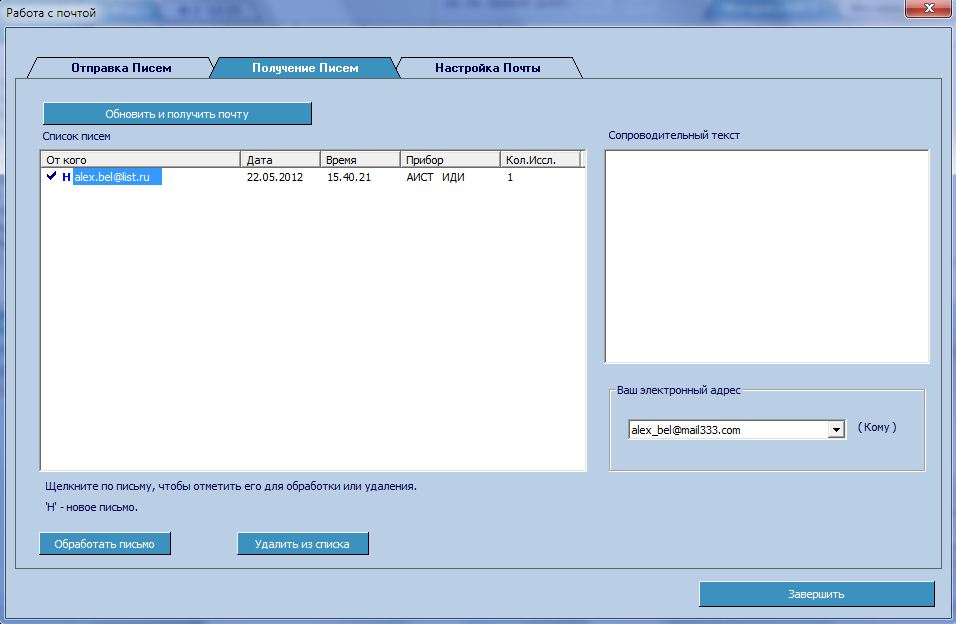 Работа с почтой
Отправка Писем
Получение Писем
Настройка Почты
Обновить и получить почту
Список писем
От кого Дата Время Прибор Кол.Иссл.
Н alex.bel@list.ru 22.05.2012 15.40.21 АИСТ ИДИ 1
Сопроводительный текст
Ваш электронный адрес
alex_bel@mail333.com (Кому)
Щелкните по письму, чтобы отметить его для обработки или удаления.
'Н' - новое письмо.
Обработать письмо
Удалить из списка
Завершить